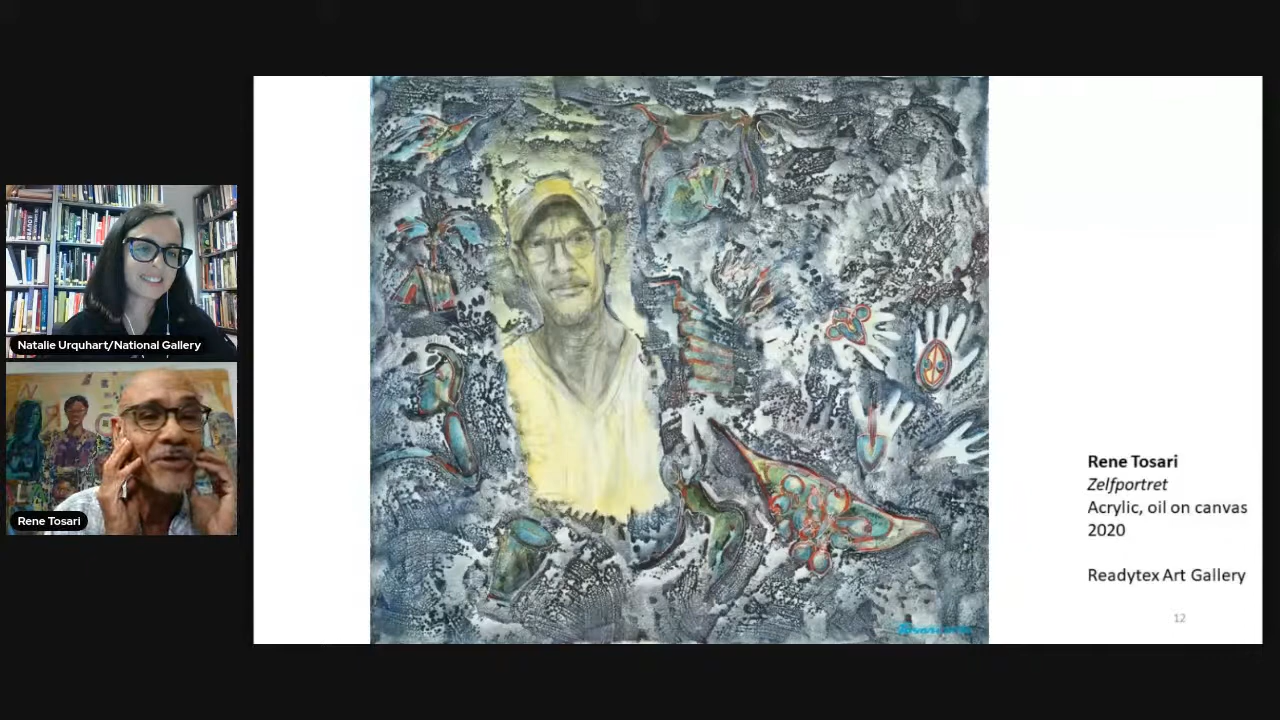 Natalie Urquhart/National Gallery
Rene Tosari
Rene Tosari
Zelfportret
Acrylic, oil on canvas
2020
Readytex Art Gallery
12